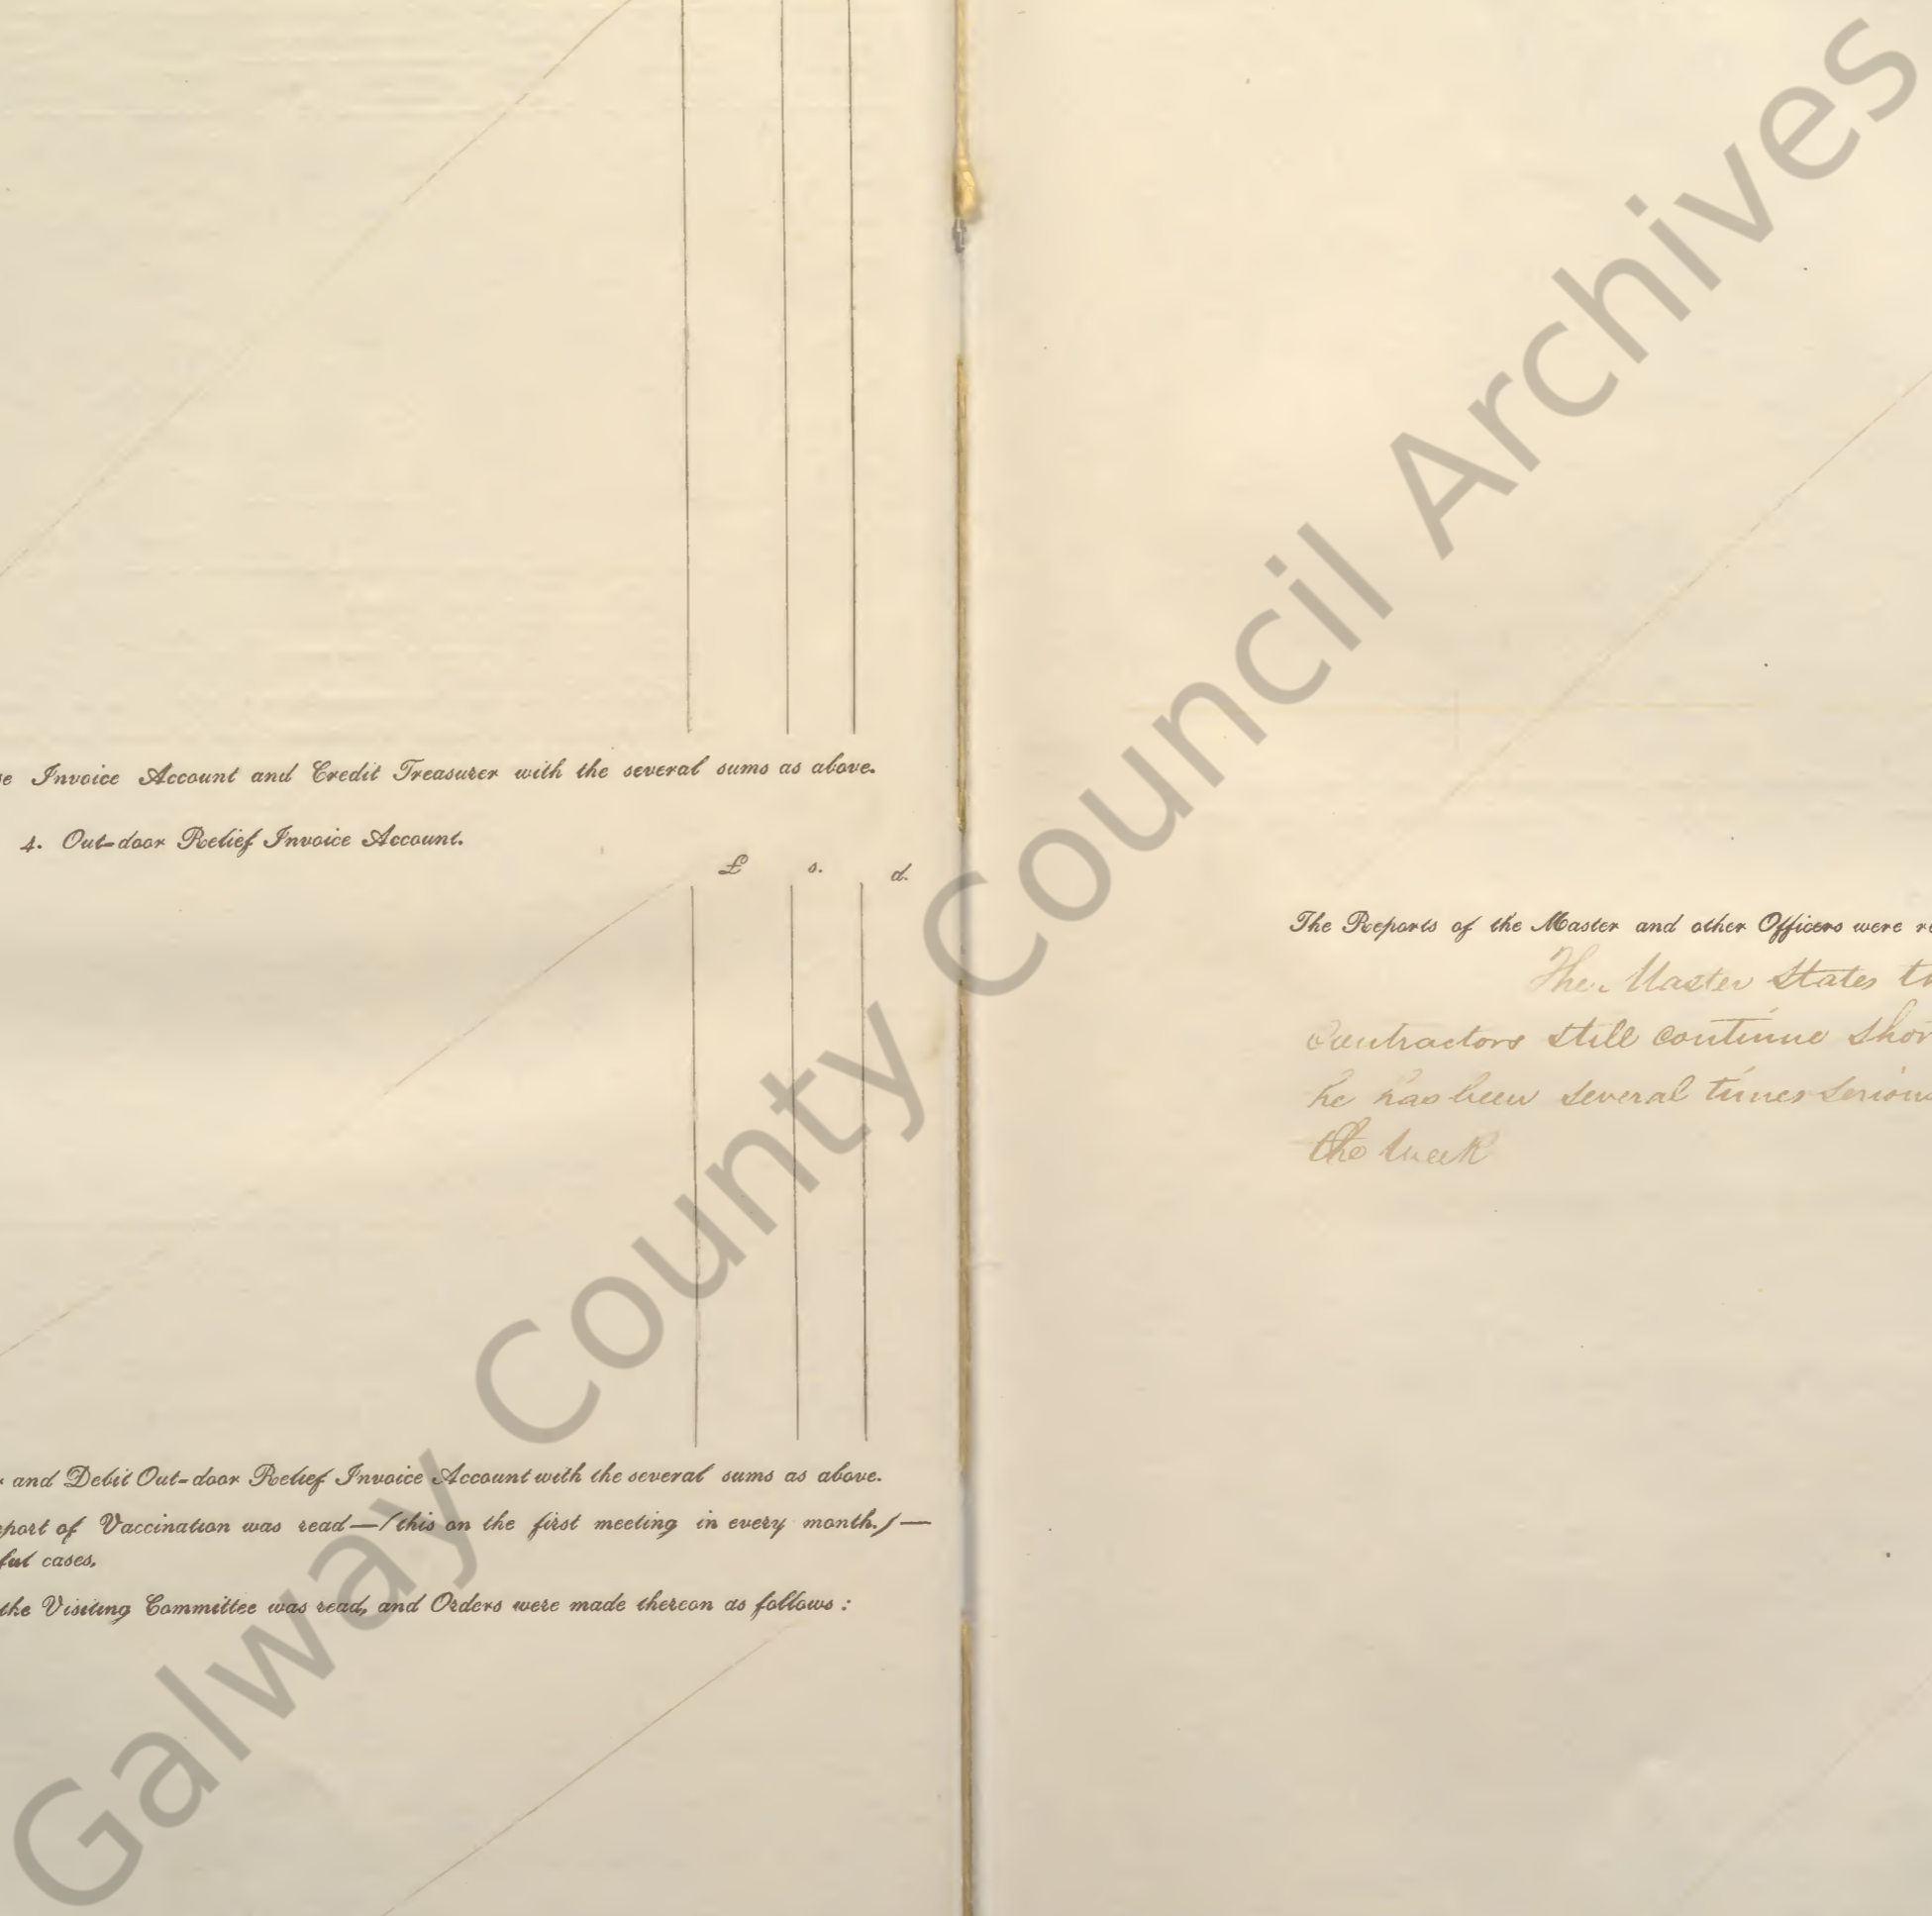 Invoice Account and Credit Treasurer with the several sums as above.
4. Out-door Relief Invoice Account.
£ s. d.
and Debit Out-door Relief Invoice Account with the several sums as above.
port of Vaccination was read—(this on the first meeting in every month.)—
ful cases,
the Visiting Committee was read, and Orders were made thereon as follows:
The Reports of the Master and other Officers were
The Master States
Contractors still continue
he has been several times
the week
Galway County Council Archives